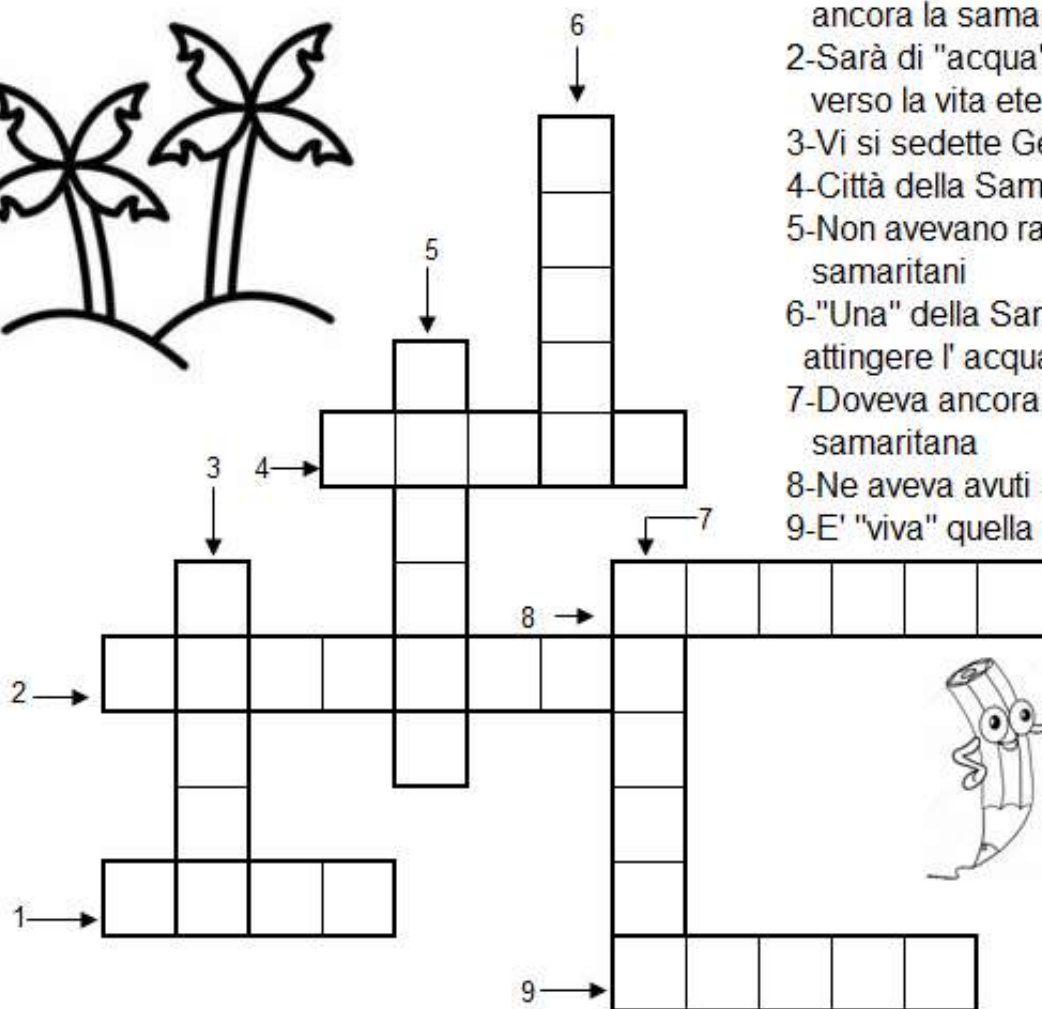 ancora la sama
2-Sarà di "acqua"
verso la vita ete
3-Vi si sedette Ge
4-Città della Sam
5-Non avevano ra
samaritani
6-"Una" della Sar
attingere l' acqua
7-Doveva ancora
samaritana
8-Ne aveva avuti
9-E' "viva" quella
6
5
3
4
7
8
2
1
9